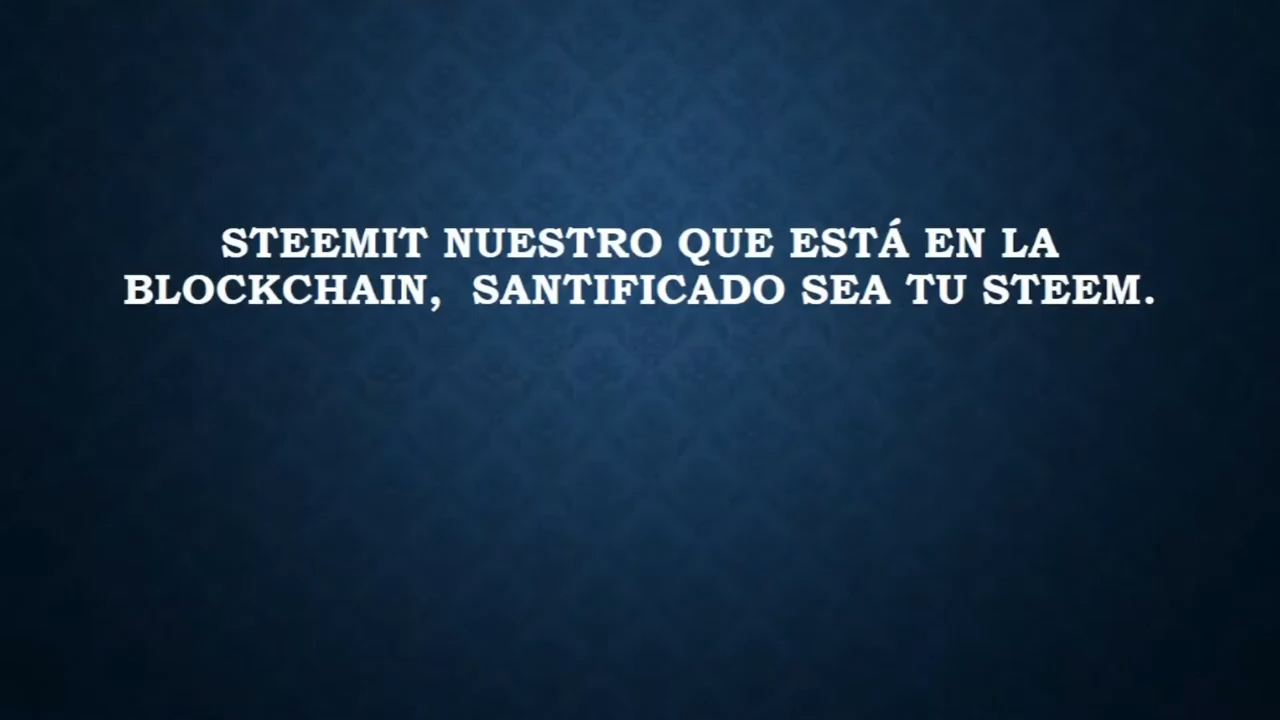 STEEMIT NUESTRO QUE ESTÁ EN LA
BLOCKCHAIN, SANTIFICADO SEA TU STEEM.